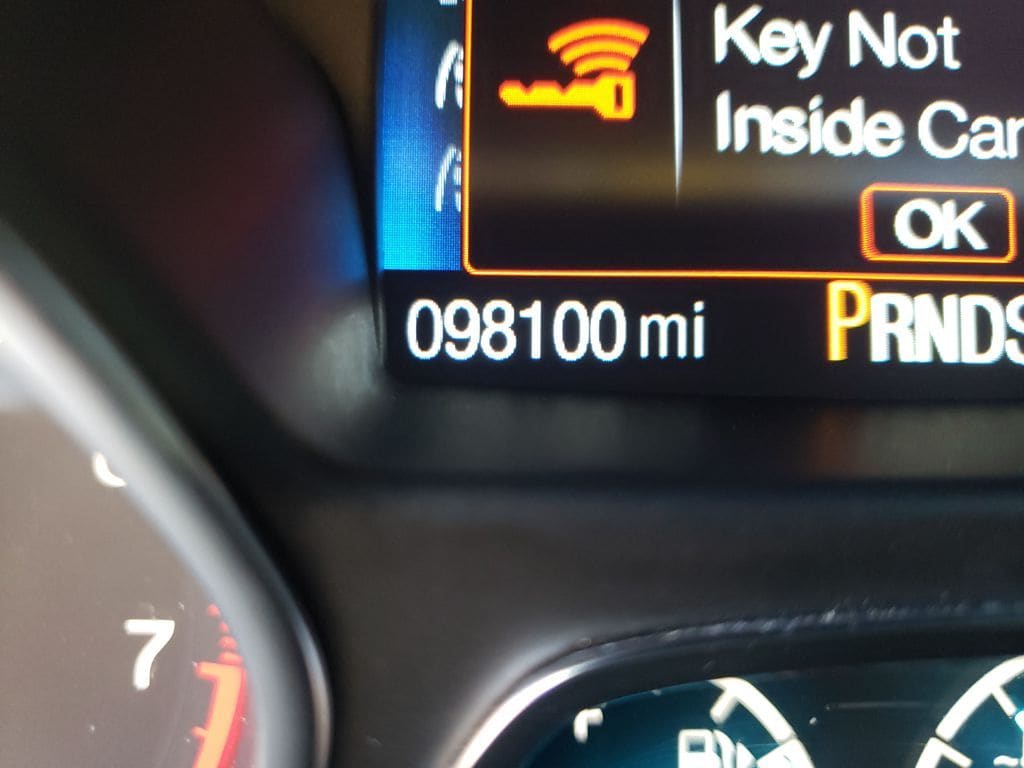 Key Not
Inside Car
OK
098100 mi
PRNDS
7